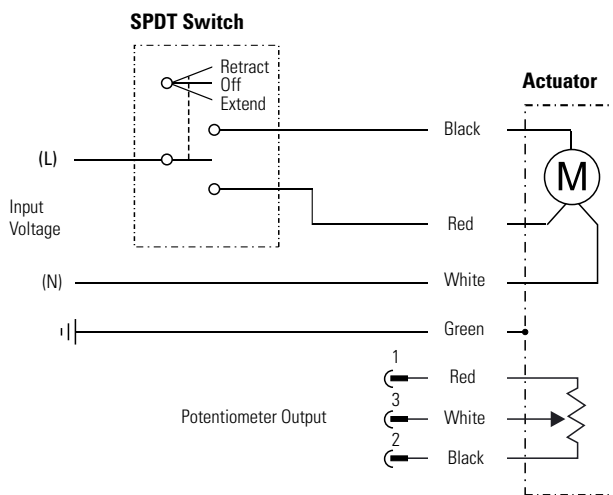 SPDT Switch
Retract
Off
Extend
Actuator
Black
(L)
M
Input
Voltage
Red
(N)
White
Green
1
Red
Potentiometer Output
3
White
2
Black